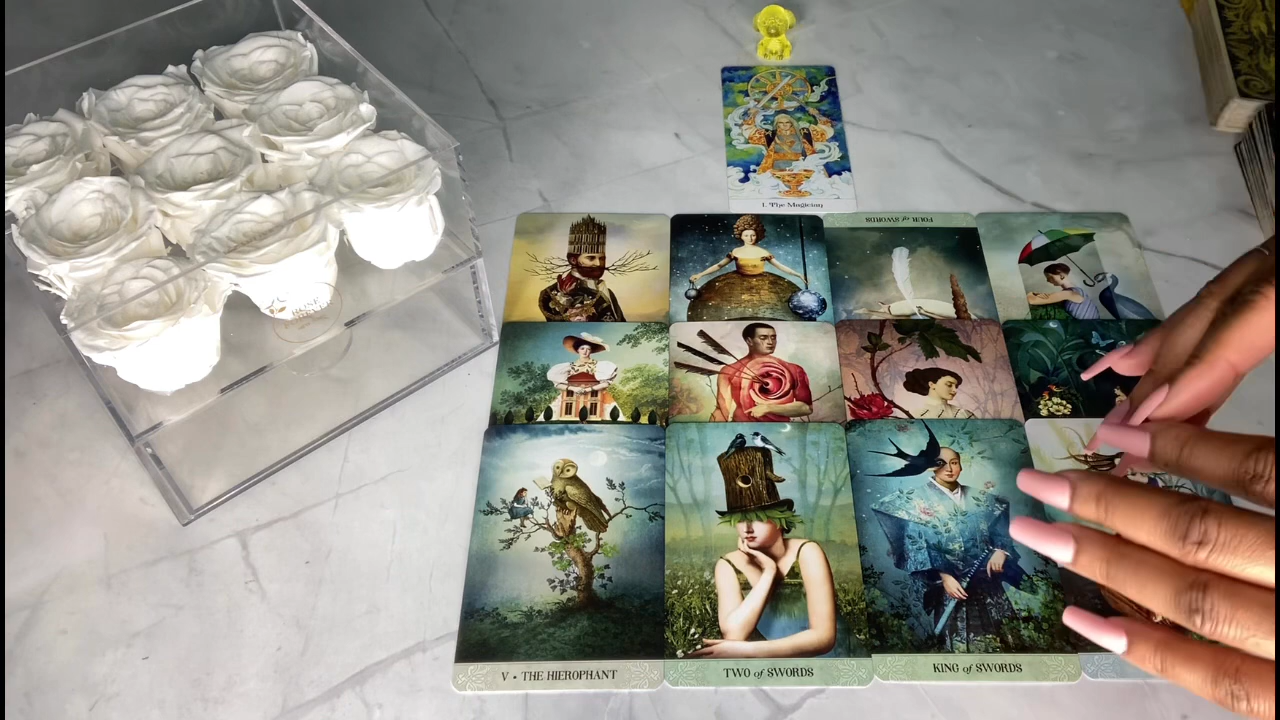 I. The Magician
FOUR of SWORDS
V • THE HIEROPHANT
TWO of SWORDS
KING of SWORDS